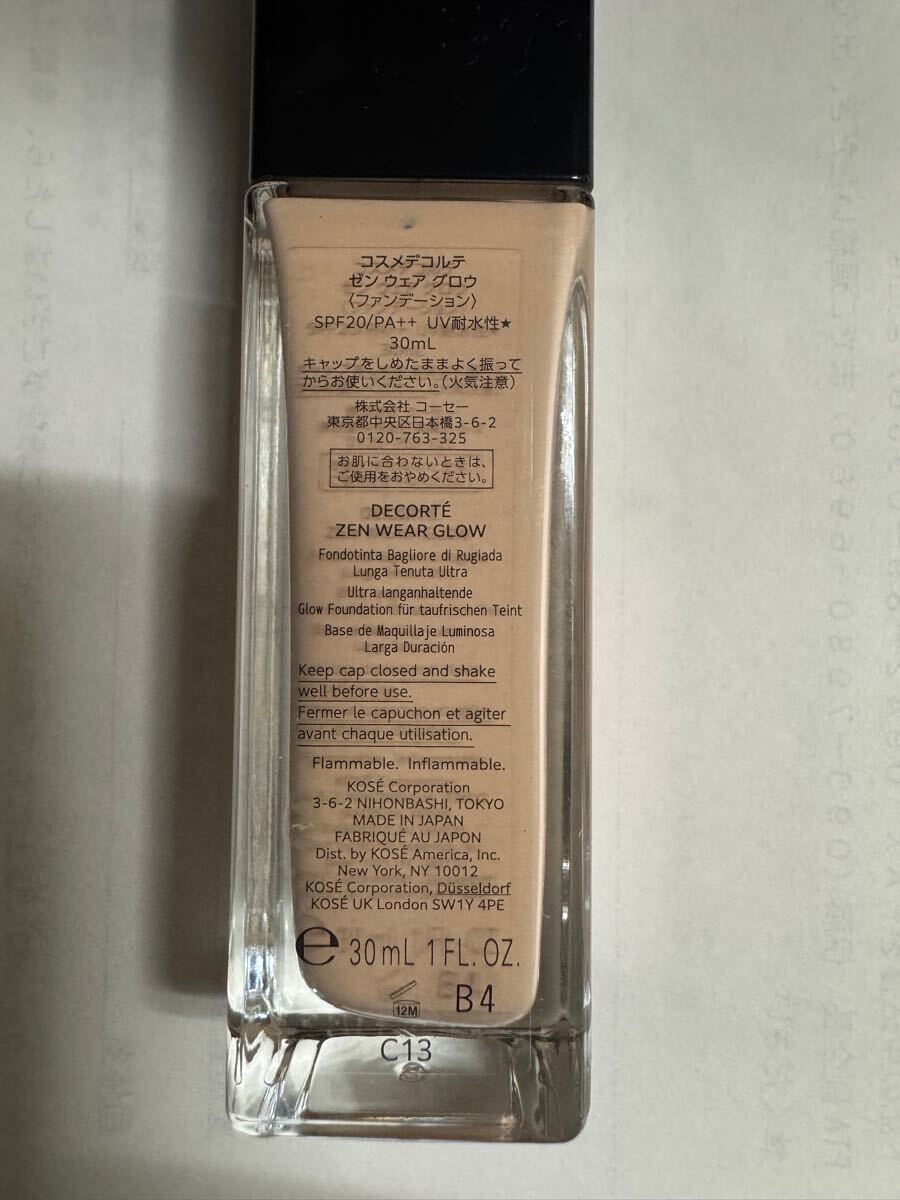 コスメデコルテ
ゼン ウェア グロウ
〈ファンデーション〉
SPF20/PA++ UV耐水性★
30mL
キャップをしめたままよく振って
からお使いください。(火気注意)
株式会社 コーセー
東京都中央区日本橋3-6-2
0120-763-325
お肌に合わないときは、
ご使用をおやめください。
DECORTÉ
ZEN WEAR GLOW
Fondotinta Bagliore di Rugiada
Lunga Tenuta Ultra
Ultra langanhaltende
Glow Foundation für taufrischen Teint
Base de Maquillaje Luminosa
Larga Duración
Keep cap closed and shake
well before use.
Fermer le capuchon et agiter
avant chaque utilisation.
Flammable. Inflammable.
KOSÉ Corporation
3-6-2 NIHONBASHI, TOKYO
MADE IN JAPAN
FABRIQUÉ AU JAPON
Dist. by KOSÉ America, Inc.
New York, NY 10012
KOSÉ Corporation, Düsseldorf
KOSÉ UK London SW1Y 4PE
e 30mL 1FL.OZ.
12M B4
C13